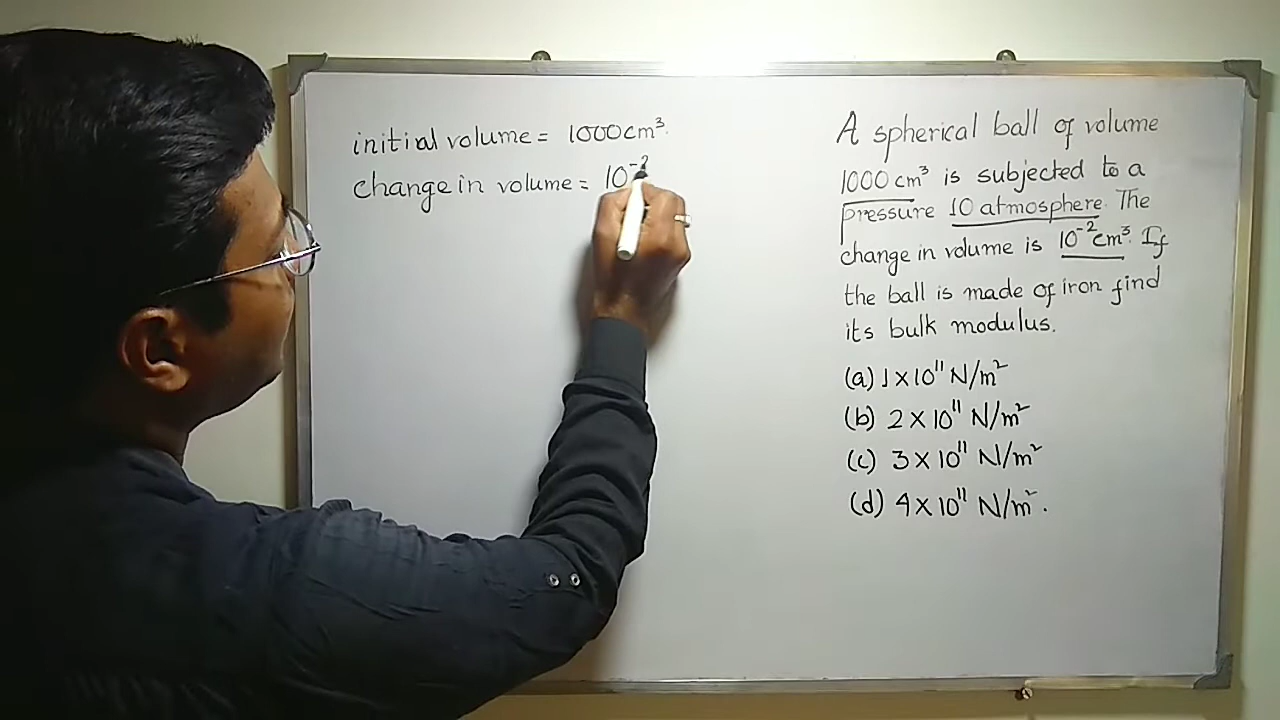 initial volume = 1000cm³.
change in volume = 10⁻²
A spherical ball of volume
1000 cm³ is subjected to a
pressure 10 atmosphere. The
change in volume is 10⁻²cm³. If
the ball is made of iron find
its bulk modulus.
(a) 1 X 10¹¹ N/m²
(b) 2 X 10¹¹ N/m²
(c) 3 X 10¹¹ N/m²
(d) 4 X 10¹¹ N/m².